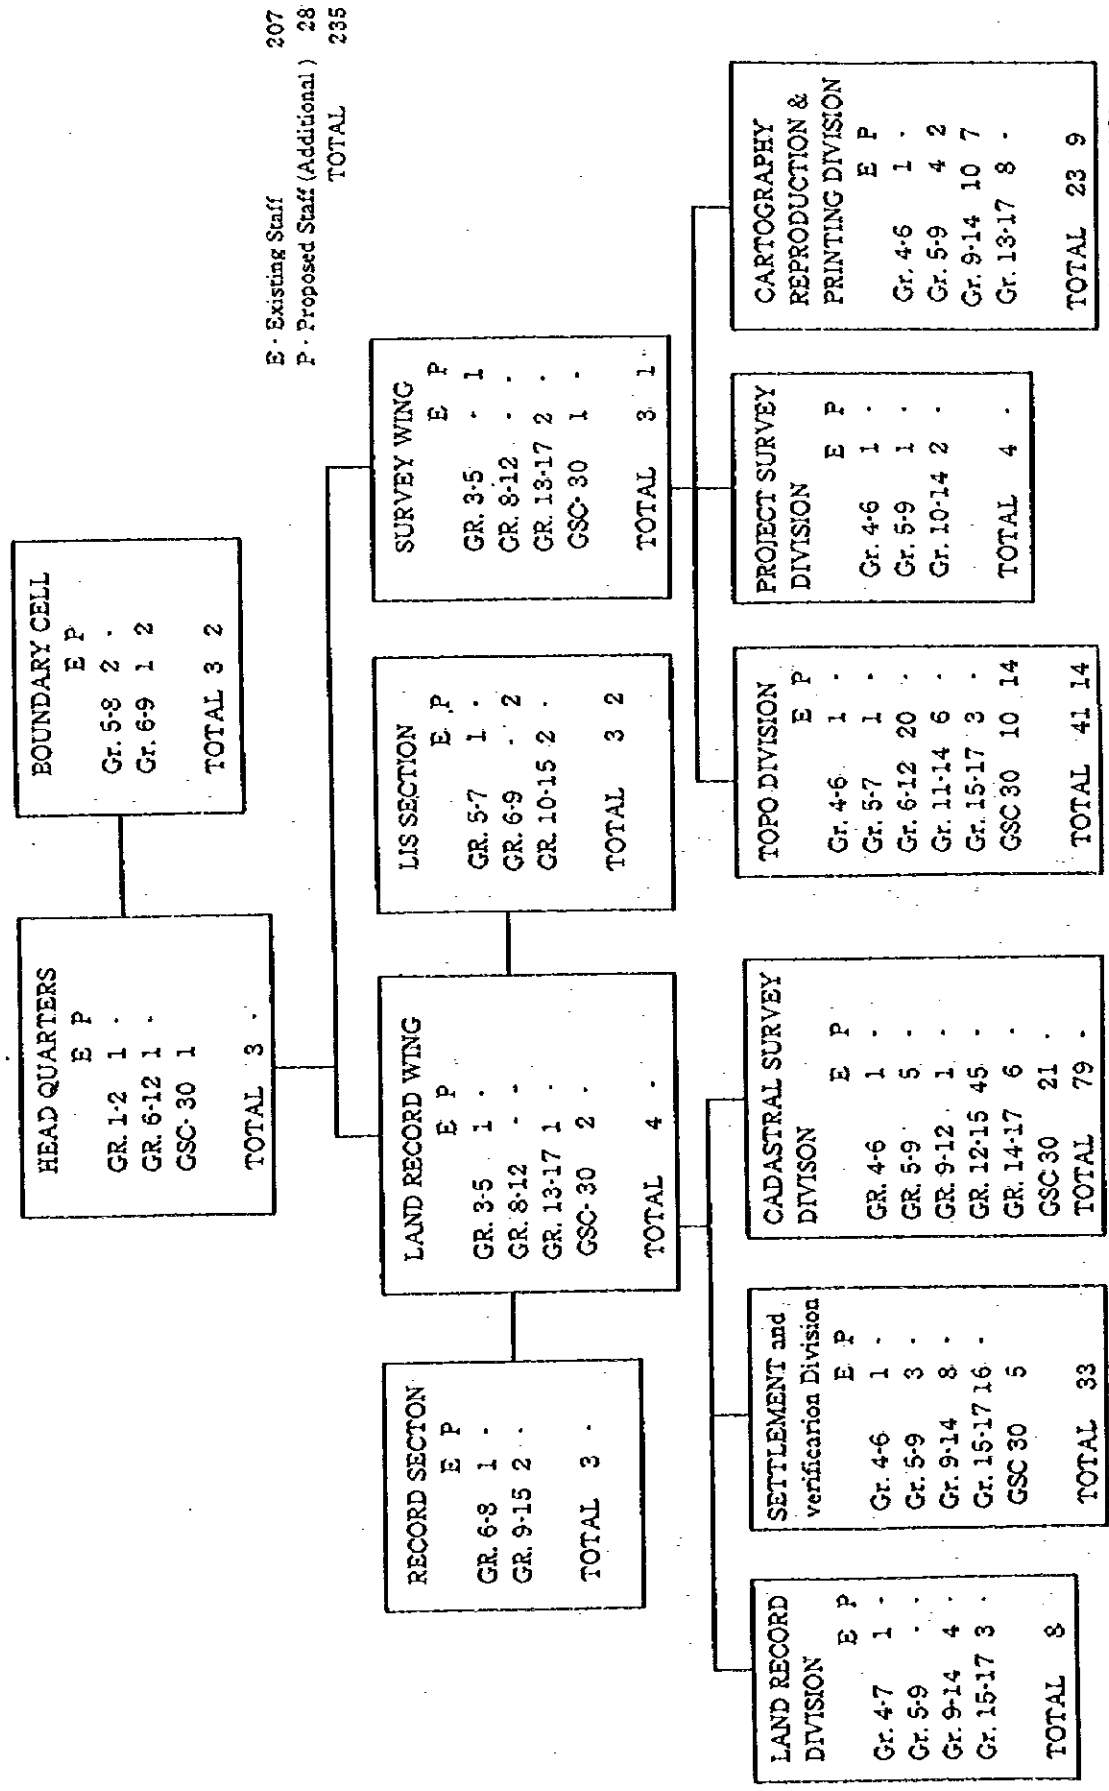 E - Existing Staff 207
P - Proposed Staff (Additional) 28
TOTAL 235
HEAD QUARTERS
E P
GR. 1-2 1 .
GR. 6-12 1 .
GSC- 30 1
TOTAL 3 .
BOUNDARY CELL
E P
Gr. 5-8 2 .
Gr. 6-9 1 2
TOTAL 3 2
RECORD SECTON
E P
GR. 6-8 1 .
GR. 9-15 2 .
TOTAL 3 .
LAND RECORD WING
E P
GR. 3-5 1 .
GR. 8-12 - -
GR. 13-17 1 .
GSC- 30 2 .
TOTAL 4 .
LIS SECTION
E P
GR. 5-7 1 .
GR. 6-9 . 2
GR. 10-15 2 .
TOTAL 3 2
SURVEY WING
E P
GR. 3-5 . 1
GR. 8-12 . .
GR. 13-17 2 .
GSC- 30 1 .
TOTAL 3 1
LAND RECORD
DIVISION
E P
Gr. 4-7 1 .
Gr. 5-9 . .
Gr. 9-14 4 .
Gr. 15-17 3 .
TOTAL 8
SETTLEMENT and
verificarion Division
E P
Gr. 4-6 1 .
Gr. 5-9 3 .
Gr. 9-14 8 .
Gr. 15-17 16 .
GSC 30 5
TOTAL 33
CADASTRAL SURVEY
DIVISON
E P
GR. 4-6 1 .
GR. 5-9 5 .
GR. 9-12 1 .
GR. 12-15 45 .
GR. 14-17 6 .
GSC 30 21 .
TOTAL 79 .
TOPO DIVISION
E P
Gr. 4-6 1 .
Gr. 5-7 1 .
Gr. 6-12 20 .
Gr. 11-14 6 .
Gr. 15-17 3 .
GSC 30 10 14
TOTAL 41 14
PROJECT SURVEY
DIVISION
E P
Gr. 4-6 1 .
Gr. 5-9 1 .
Gr. 10-14 2 .
TOTAL 4 .
CARTOGRAPHY
REPRODUCTION &
PRINTING DIVISION
E P
Gr. 4-6 1 .
Gr. 5-9 4 2
Gr. 9-14 10 7
Gr. 13-17 8 .
TOTAL 23 9